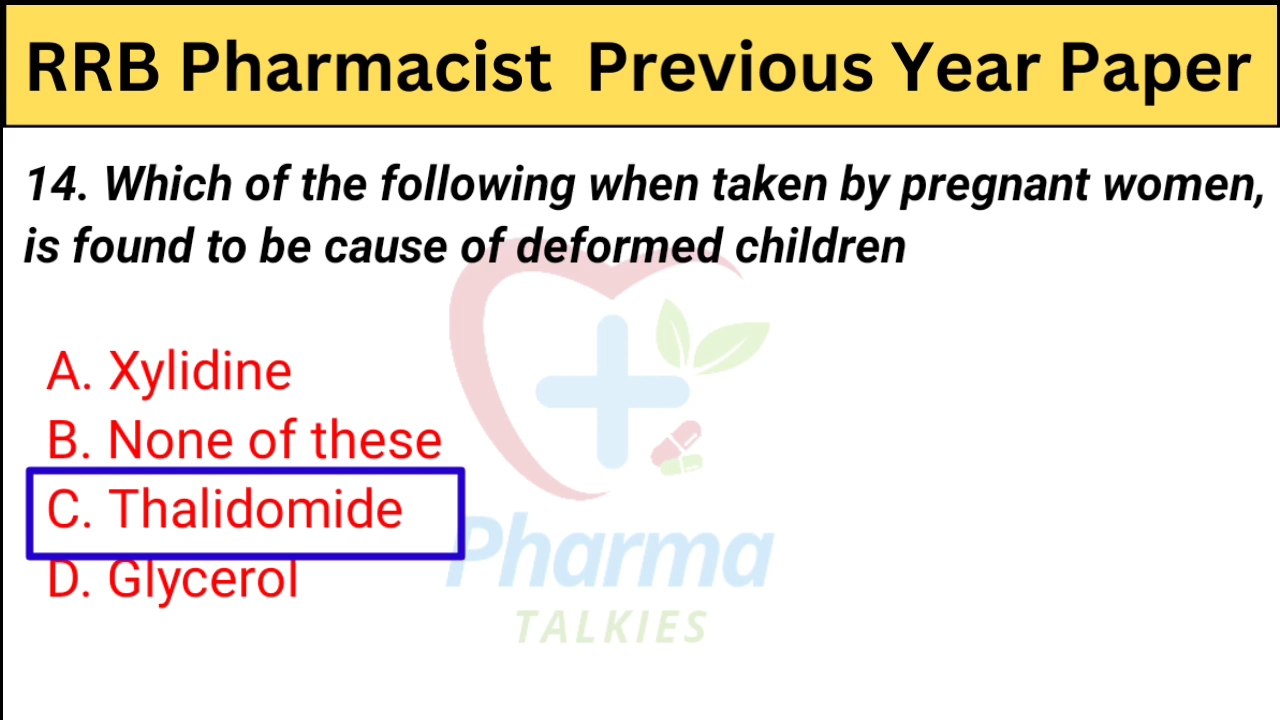 RRB Pharmacist Previous Year Paper
14. Which of the following when taken by pregnant women,
is found to be cause of deformed children
A. Xylidine
B. None of these
C. Thalidomide
D. Glycerol
Pharma
TALKIES